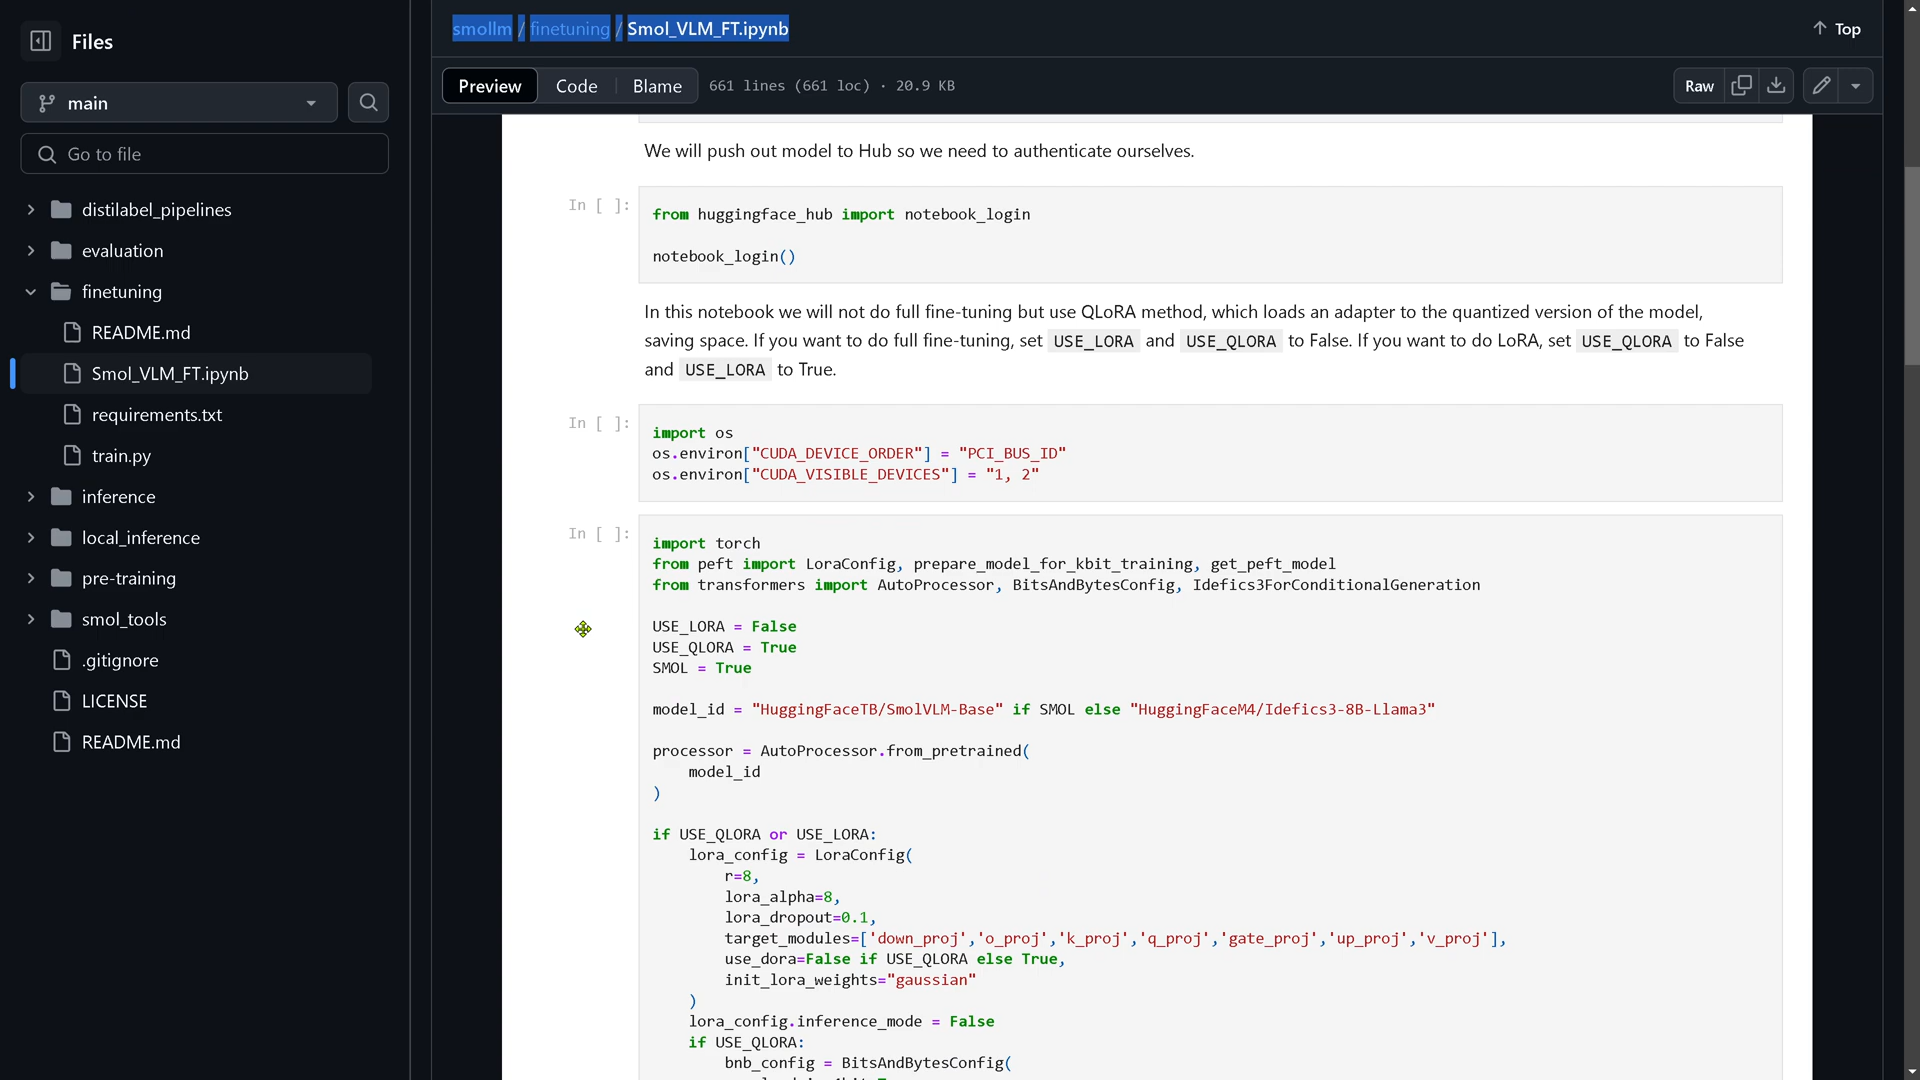 Files
main
Go to file
distilabel_pipelines
evaluation
finetuning
README.md
Smol_VLM_FT.ipynb
requirements.txt
train.py
inference
local_inference
pre-training
smol_tools
.gitignore
LICENSE
README.md
smollm / finetuning / Smol_VLM_FT.ipynb
Top
Preview Code Blame 661 lines (661 loc) · 20.9 KB Raw
We will push out model to Hub so we need to authenticate ourselves.
In [ ]:
from huggingface_hub import notebook_login
notebook_login()
In this notebook we will not do full fine-tuning but use QLoRA method, which loads an adapter to the quantized version of the model,
saving space. If you want to do full fine-tuning, set USE_LORA and USE_QLORA to False. If you want to do LoRA, set USE_QLORA to False
and USE_LORA to True.
In [ ]:
import os
os.environ["CUDA_DEVICE_ORDER"] = "PCI_BUS_ID"
os.environ["CUDA_VISIBLE_DEVICES"] = "1, 2"
In [ ]:
import torch
from peft import LoraConfig, prepare_model_for_kbit_training, get_peft_model
from transformers import AutoProcessor, BitsAndBytesConfig, Idefics3ForConditionalGeneration
USE_LORA = False
USE_QLORA = True
SMOL = True
model_id = "HuggingFaceTB/SmolVLM-Base" if SMOL else "HuggingFaceM4/Idefics3-8B-Llama3"
processor = AutoProcessor.from_pretrained(
    model_id
)
if USE_QLORA or USE_LORA:
    lora_config = LoraConfig(
        r=8,
        lora_alpha=8,
        lora_dropout=0.1,
        target_modules=['down_proj','o_proj','k_proj','q_proj','gate_proj','up_proj','v_proj'],
        use_dora=False if USE_QLORA else True,
        init_lora_weights="gaussian"
    )
    lora_config.inference_mode = False
    if USE_QLORA:
        bnb_config = BitsAndBytesConfig(